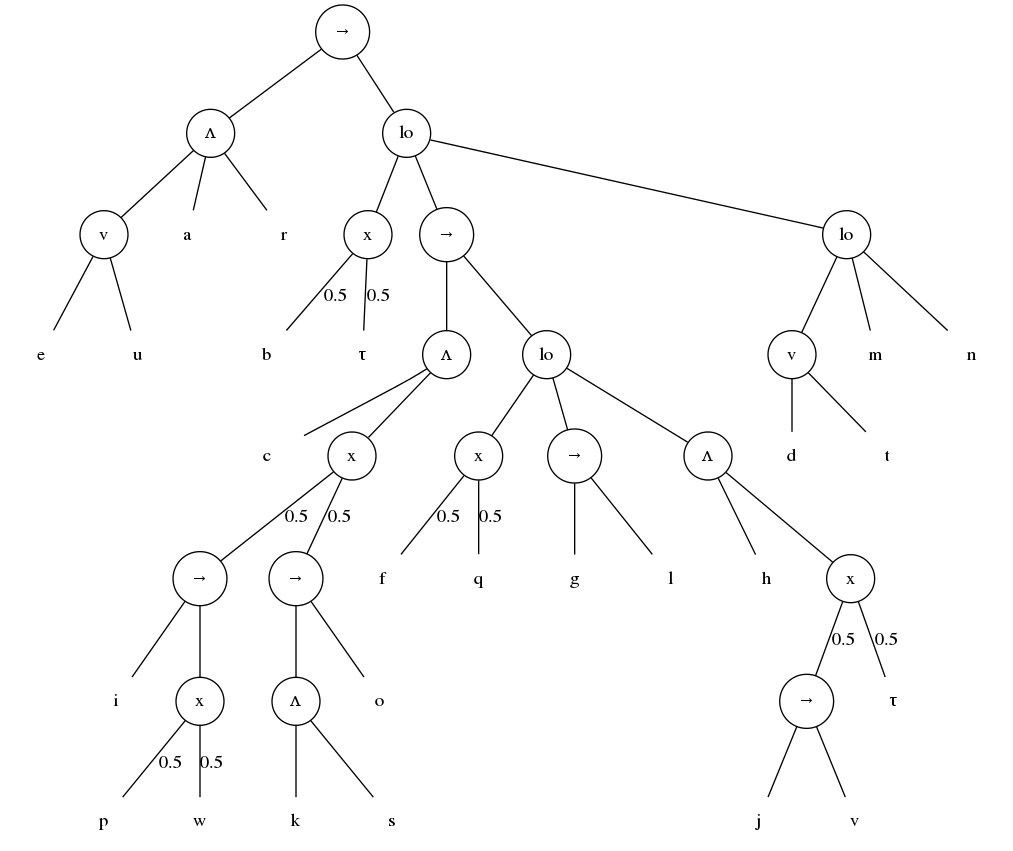 →
Λ lo
v a r x → lo
0.5 0.5
e u b τ Λ lo v m n
c x x → Λ d t
0.5 0.5 0.5 0.5
→ → f q g l h x
0.5 0.5
i x Λ o → τ
0.5 0.5
p w k s j v